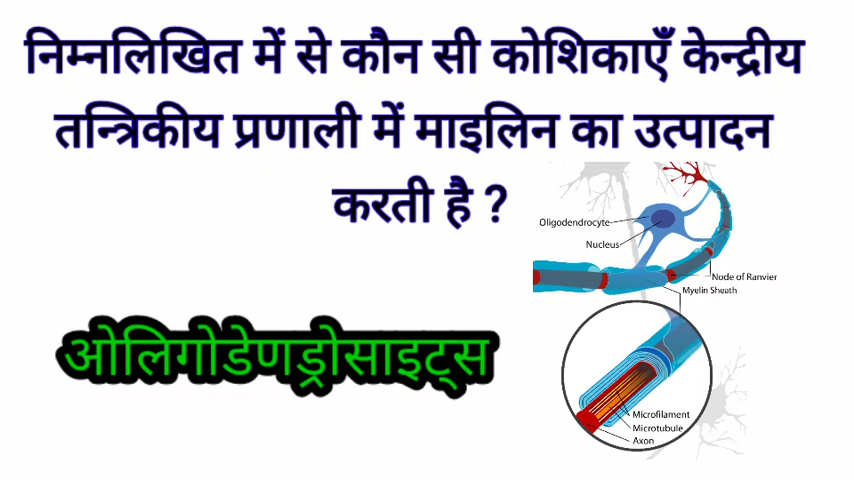 निम्नलिखित में से कौन सी कोशिकाएँ केन्द्रीय
तन्त्रिकीय प्रणाली में माइलिन का उत्पादन
करती है ?
Oligodendrocyte
Nucleus
Node of Ranvier
Myelin Sheath
ओलिगोडेणड्रोसाइट्स
Microfilament
Microtubule
Axon